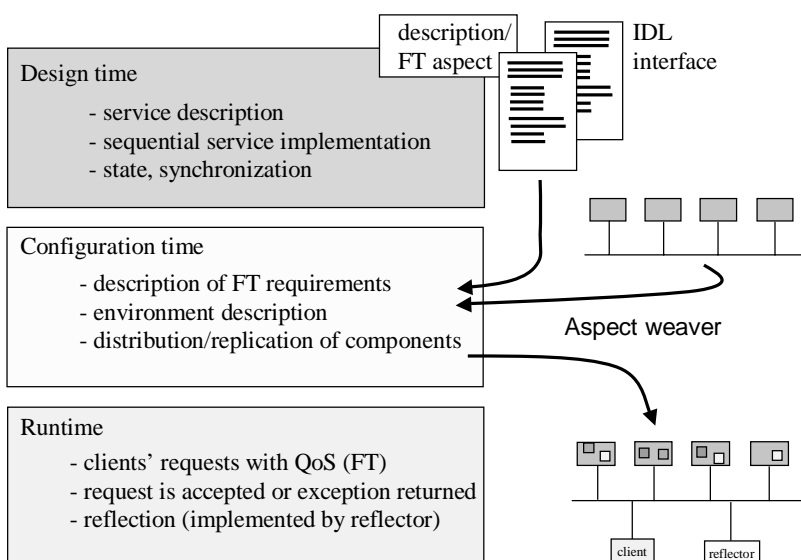 description/
FT aspect
IDL
interface
Design time
- service description
- sequential service implementation
- state, synchronization
Configuration time
- description of FT requirements
- environment description
- distribution/replication of components
Aspect weaver
Runtime
- clients’ requests with QoS (FT)
- request is accepted or exception returned
- reflection (implemented by reflector)
client
reflector